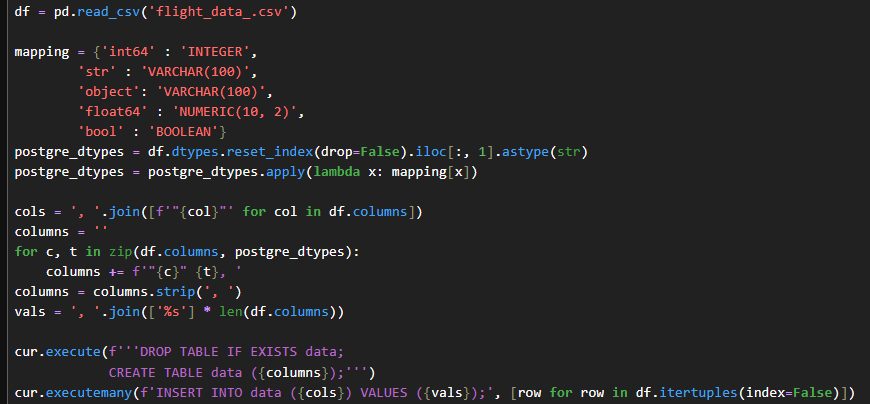 df = pd.read_csv('flight_data_.csv')
mapping = {'int64' : 'INTEGER',
'str' : 'VARCHAR(100)',
'object': 'VARCHAR(100)',
'float64' : 'NUMERIC(10, 2)',
'bool' : 'BOOLEAN'}
postgre_dtypes = df.dtypes.reset_index(drop=False).iloc[:, 1].astype(str)
postgre_dtypes = postgre_dtypes.apply(lambda x: mapping[x])
cols = ', '.join([f'"{col}"' for col in df.columns])
columns = ''
for c, t in zip(df.columns, postgre_dtypes):
columns += f'"{c}" {t}, '
columns = columns.strip(', ')
vals = ', '.join(['%s'] * len(df.columns))
cur.execute(f'''DROP TABLE IF EXISTS data;
CREATE TABLE data ({columns});''')
cur.executemany(f'INSERT INTO data ({cols}) VALUES ({vals});', [row for row in df.itertuples(index=False)])